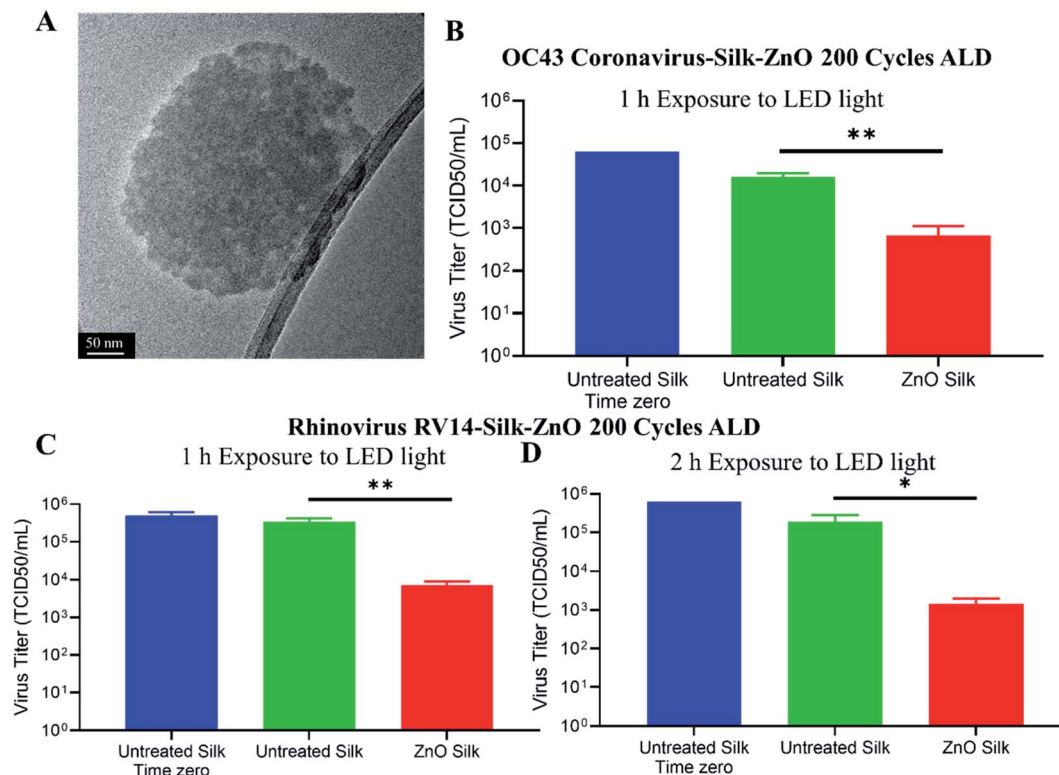 A
50 nm
B
OC43 Coronavirus-Silk-ZnO 200 Cycles ALD
1 h Exposure to LED light
**
Virus Titer (TCID50/mL)
10⁶
10⁵
10⁴
10³
10²
10¹
10⁰
Untreated Silk
Time zero
Untreated Silk
ZnO Silk
Rhinovirus RV14-Silk-ZnO 200 Cycles ALD
C
1 h Exposure to LED light
**
Virus Titer (TCID50/mL)
10⁶
10⁵
10⁴
10³
10²
10¹
10⁰
Untreated Silk
Time zero
Untreated Silk
ZnO Silk
D
2 h Exposure to LED light
*
Virus Titer (TCID50/mL)
10⁶
10⁵
10⁴
10³
10²
10¹
10⁰
Untreated Silk
Time zero
Untreated Silk
ZnO Silk